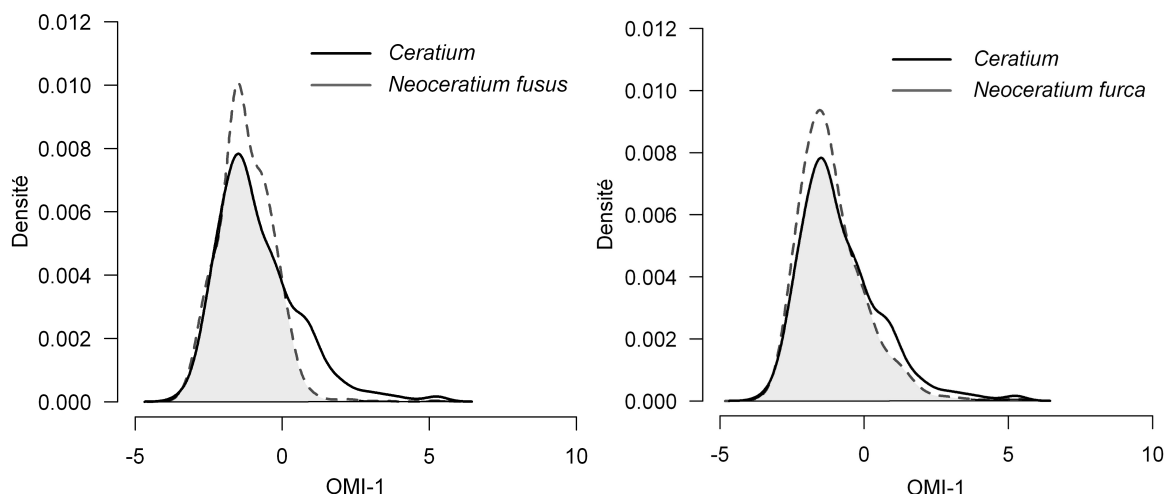 0.012
0.010
0.008
0.006
0.004
0.002
0.000
Densité
Ceratium
Neoceratium fusus
-5 0 5 10
OMI-1
0.012
0.010
0.008
0.006
0.004
0.002
0.000
Densité
Ceratium
Neoceratium furca
-5 0 5 10
OMI-1